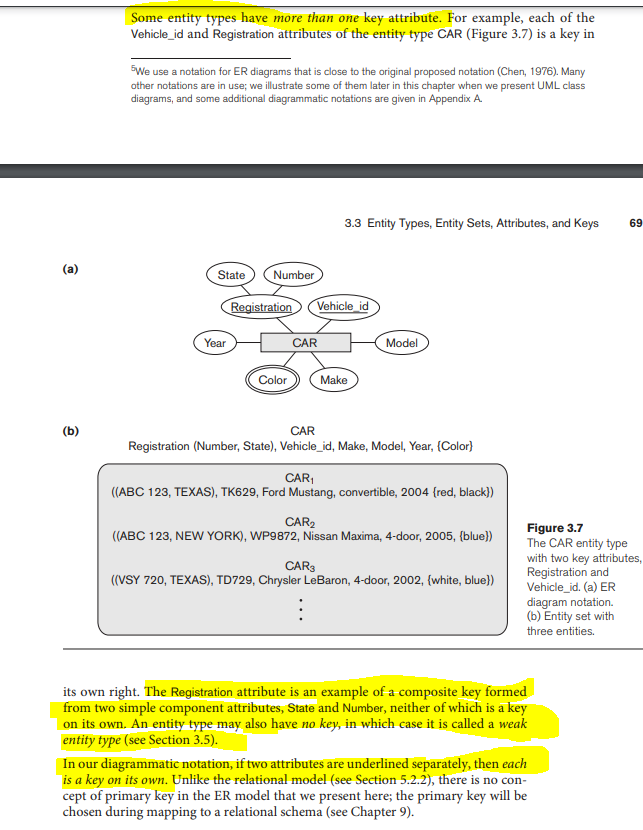 Some entity types have more than one key attribute. For example, each of the
Vehicle_id and Registration attributes of the entity type CAR (Figure 3.7) is a key in
5We use a notation for ER diagrams that is close to the original proposed notation (Chen, 1976). Many
other notations are in use; we illustrate some of them later in this chapter when we present UML class
diagrams, and some additional diagrammatic notations are given in Appendix A.
3.3 Entity Types, Entity Sets, Attributes, and Keys 69
(a)
State Number
Registration Vehicle_id
Year CAR Model
Color Make
(b) CAR
Registration (Number, State), Vehicle_id, Make, Model, Year, {Color}
CAR1
((ABC 123, TEXAS), TK629, Ford Mustang, convertible, 2004 {red, black})
CAR2
((ABC 123, NEW YORK), WP9872, Nissan Maxima, 4-door, 2005, {blue})
CAR3
((VSY 720, TEXAS), TD729, Chrysler LeBaron, 4-door, 2002, {white, blue})
Figure 3.7
The CAR entity type
with two key attributes,
Registration and
Vehicle_id. (a) ER
diagram notation.
(b) Entity set with
three entities.
its own right. The Registration attribute is an example of a composite key formed
from two simple component attributes, State and Number, neither of which is a key
on its own. An entity type may also have no key, in which case it is called a weak
entity type (see Section 3.5).
In our diagrammatic notation, if two attributes are underlined separately, then each
is a key on its own. Unlike the relational model (see Section 5.2.2), there is no con-
cept of primary key in the ER model that we present here; the primary key will be
chosen during mapping to a relational schema (see Chapter 9).